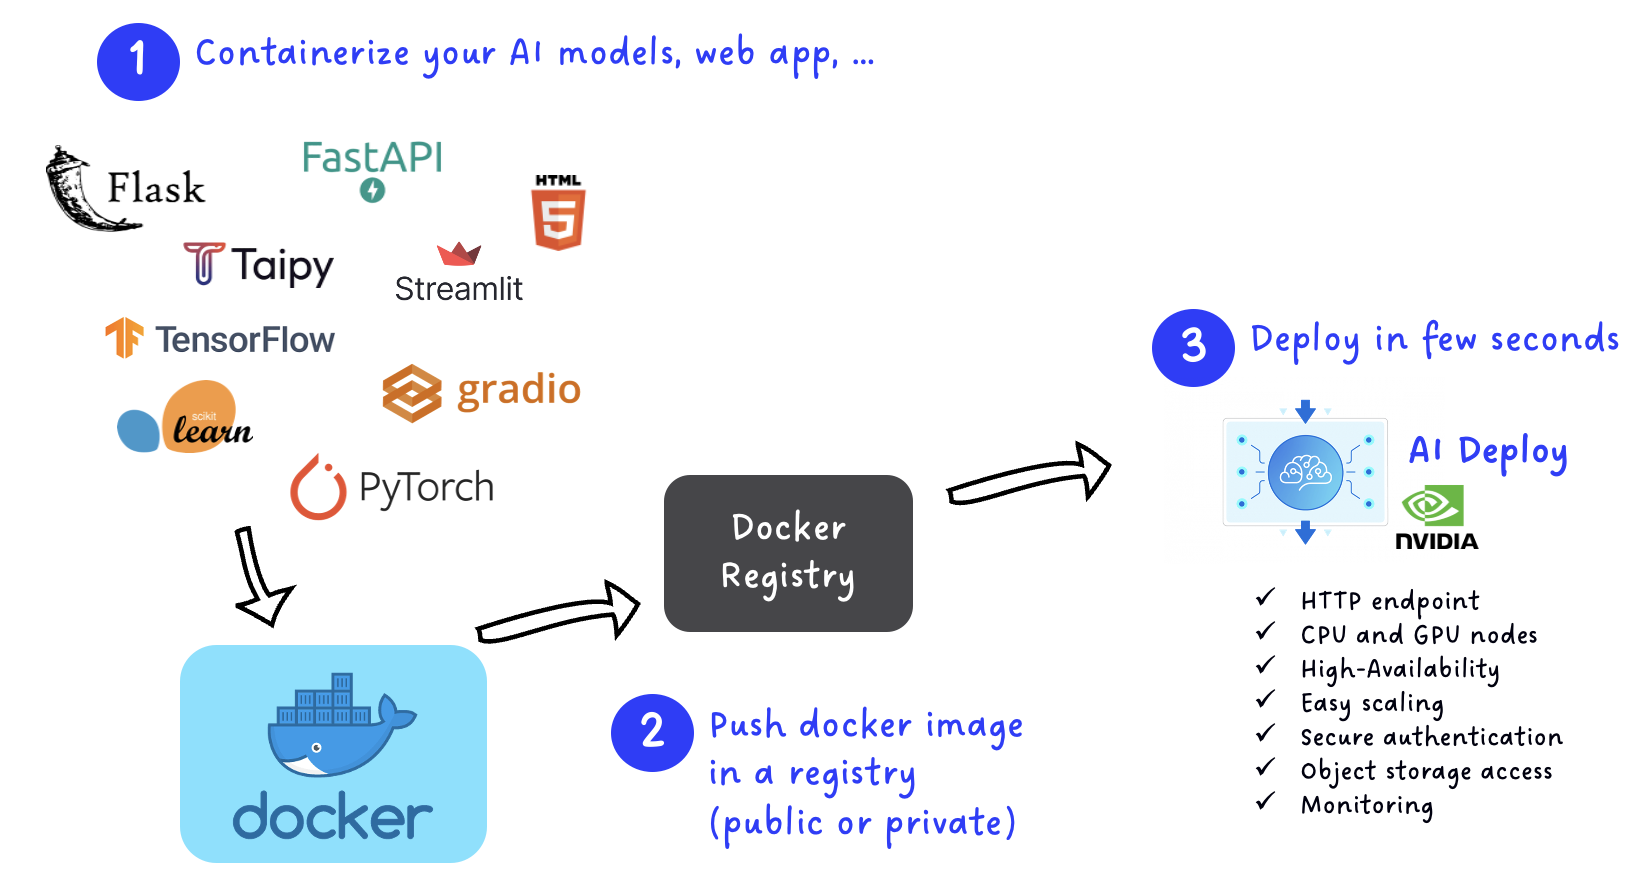 1
Containerize your AI models, web app, ...
Flask
FastAPI
HTML
5
Taipy
Streamlit
TensorFlow
gradio
scikit
learn
PyTorch
docker
Docker
Registry
2
Push docker image
in a registry
(public or private)
3
Deploy in few seconds
AI Deploy
NVIDIA
✓ HTTP endpoint
✓ CPU and GPU nodes
✓ High-Availability
✓ Easy scaling
✓ Secure authentication
✓ Object storage access
✓ Monitoring